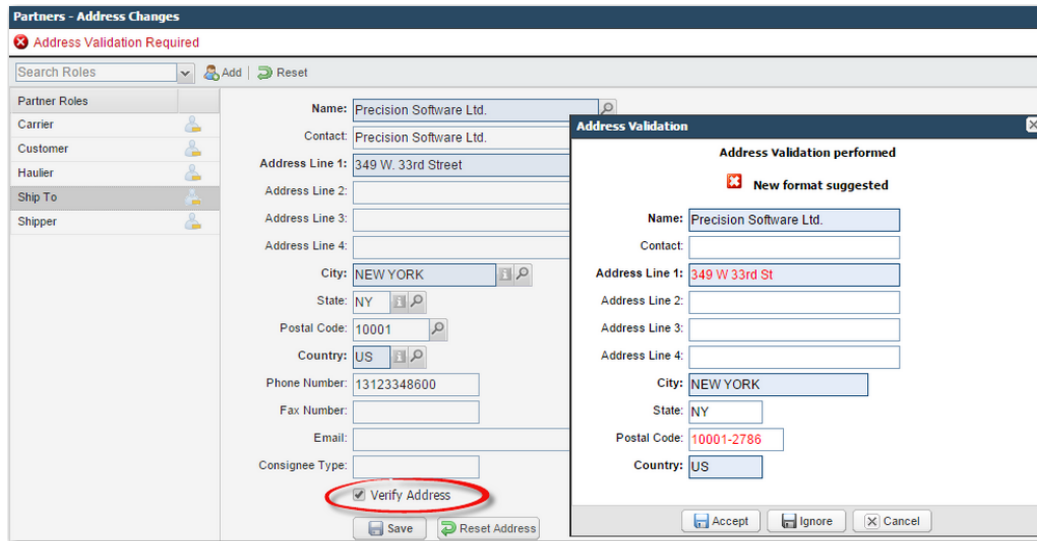 Partners - Address Changes
Address Validation Required
Search Roles Add Reset
Partner Roles
Carrier
Customer
Haulier
Ship To
Shipper
Name: Precision Software Ltd.
Contact: Precision Software Ltd.
Address Line 1: 349 W. 33rd Street
Address Line 2:
Address Line 3:
Address Line 4:
City: NEW YORK
State: NY
Postal Code: 10001
Country: US
Phone Number: 13123348600
Fax Number:
Email:
Consignee Type:
Verify Address
Save Reset Address
Address Validation
Address Validation performed
New format suggested
Name: Precision Software Ltd.
Contact:
Address Line 1: 349 W 33rd St
Address Line 2:
Address Line 3:
Address Line 4:
City: NEW YORK
State: NY
Postal Code: 10001-2786
Country: US
Accept Ignore Cancel